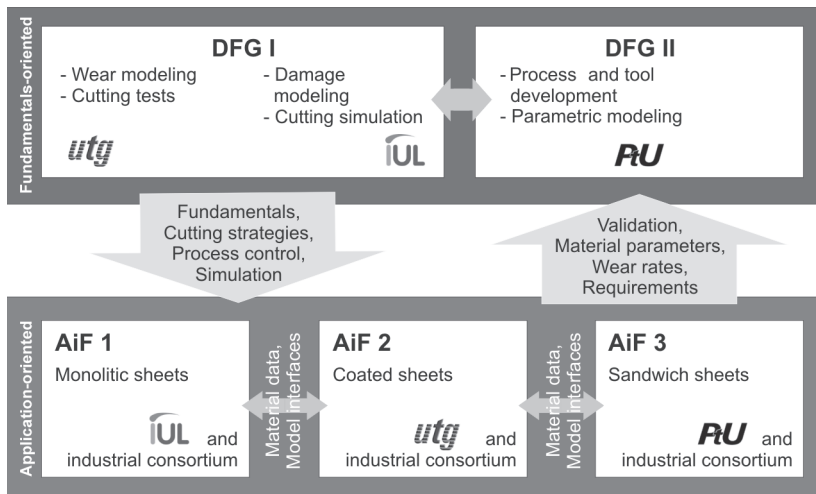 Fundamentals-oriented
DFG I
- Wear modeling
- Cutting tests
- Damage
modeling
- Cutting simulation
utg
iUL
DFG II
- Process and tool
development
- Parametric modeling
PtU
Fundamentals,
Cutting strategies,
Process control,
Simulation
Validation,
Material parameters,
Wear rates,
Requirements
Application-oriented
AiF 1
Monolitic sheets
iUL and
industrial consortium
Material data,
Model interfaces
AiF 2
Coated sheets
utg and
industrial consortium
Material data,
Model interfaces
AiF 3
Sandwich sheets
PtU and
industrial consortium